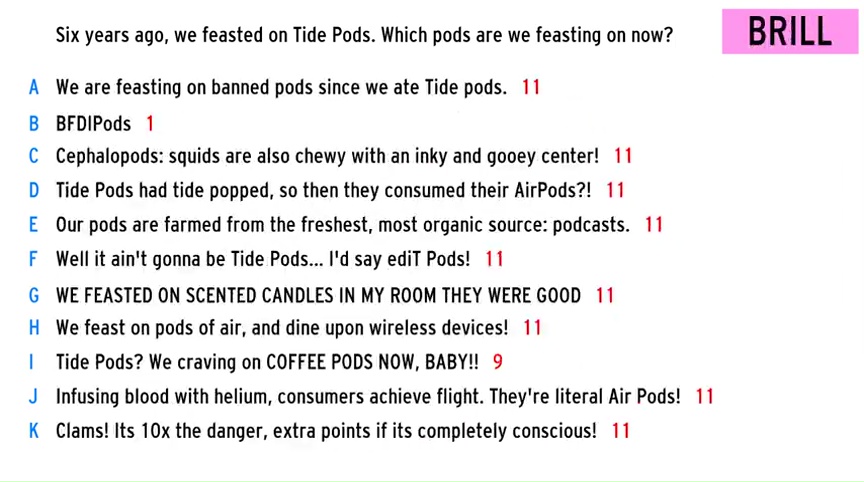 Six years ago, we feasted on Tide Pods. Which pods are we feasting on now?
BRILL
A We are feasting on banned pods since we ate Tide pods. 11
B BFDIPods 1
C Cephalopods: squids are also chewy with an inky and gooey center! 11
D Tide Pods had tide popped, so then they consumed their AirPods?! 11
E Our pods are farmed from the freshest, most organic source: podcasts. 11
F Well it ain't gonna be Tide Pods... I'd say ediT Pods! 11
G WE FEASTED ON SCENTED CANDLES IN MY ROOM THEY WERE GOOD 11
H We feast on pods of air, and dine upon wireless devices! 11
I Tide Pods? We craving on COFFEE PODS NOW, BABY!! 9
J Infusing blood with helium, consumers achieve flight. They're literal Air Pods! 11
K Clams! Its 10x the danger, extra points if its completely conscious! 11